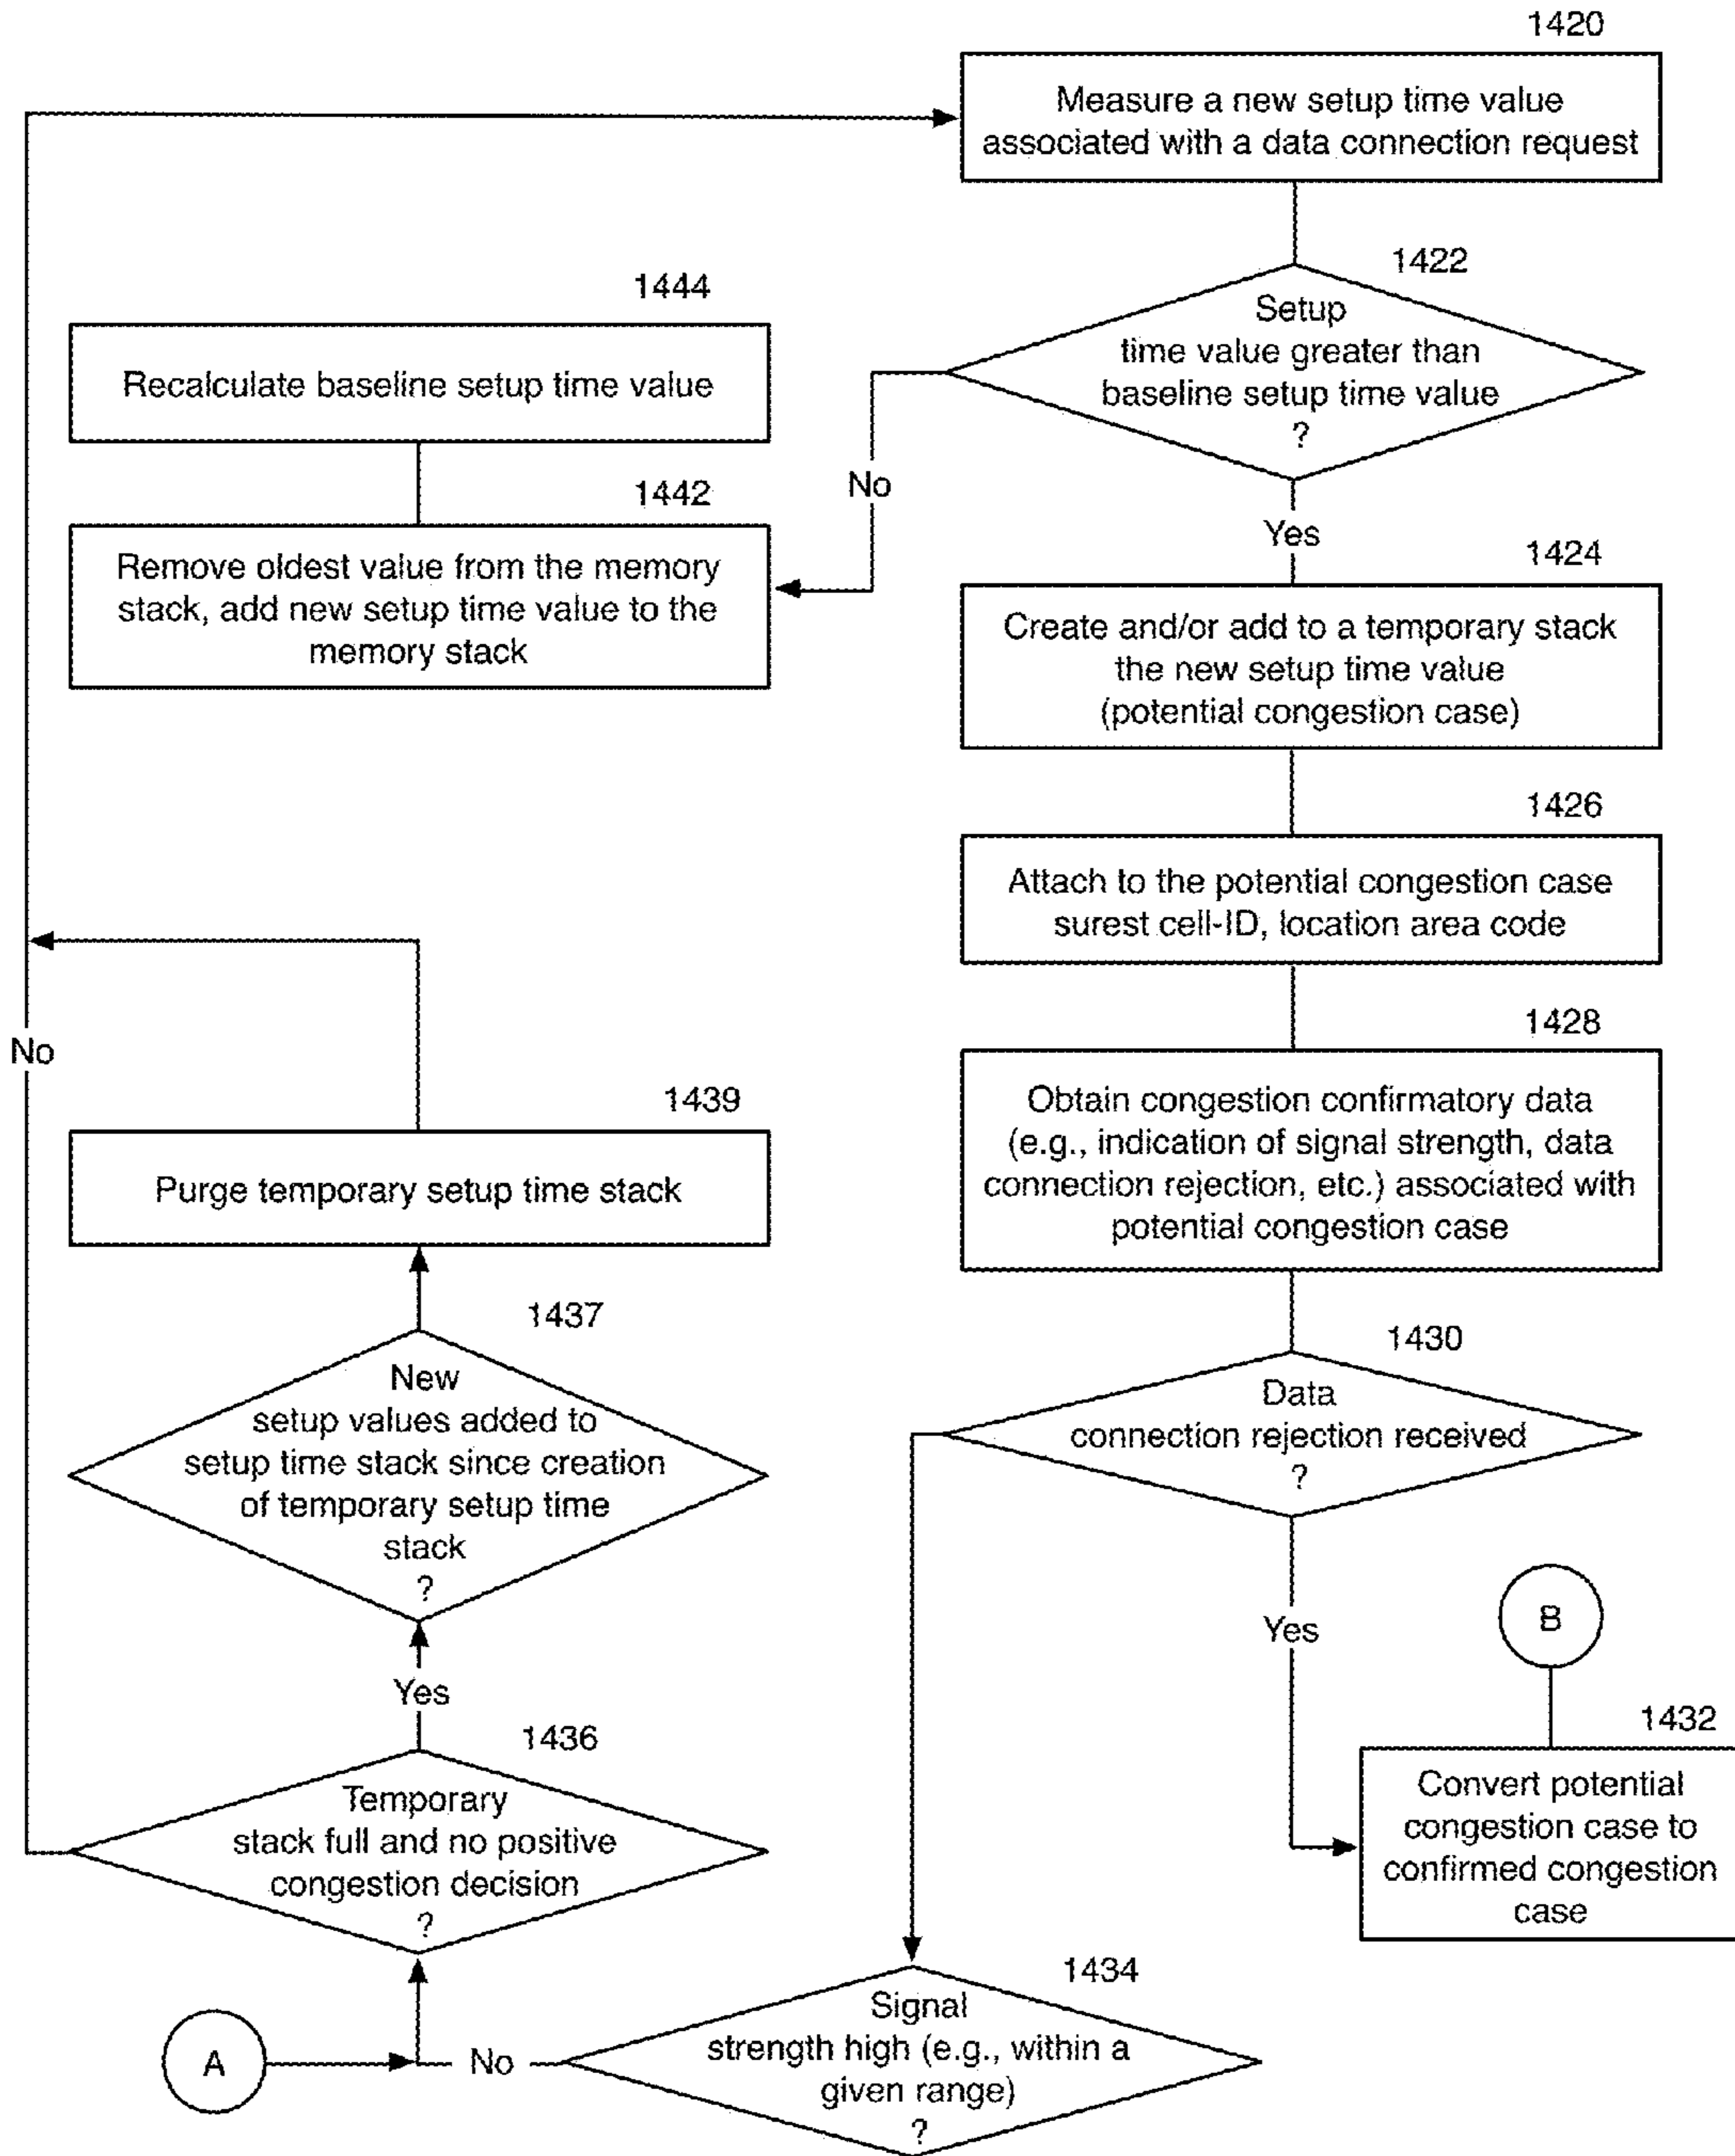 1420
Measure a new setup time value
associated with a data connection request
1422
Setup
time value greater than
baseline setup time value
?
No
Yes
1444
Recalculate baseline setup time value
1442
Remove oldest value from the memory
stack, add new setup time value to the
memory stack
1424
Create and/or add to a temporary stack
the new setup time value
(potential congestion case)
1426
Attach to the potential congestion case
surest cell-ID, location area code
1428
Obtain congestion confirmatory data
(e.g., indication of signal strength, data
connection rejection, etc.) associated with
potential congestion case
1430
Data
connection rejection received
?
Yes
B
1432
Convert potential
congestion case to
confirmed congestion
case
1434
Signal
strength high (e.g., within a
given range)
?
No
A
1436
Temporary
stack full and no positive
congestion decision
?
Yes
No
1437
New
setup values added to
setup time stack since creation
of temporary setup time
stack
?
1439
Purge temporary setup time stack